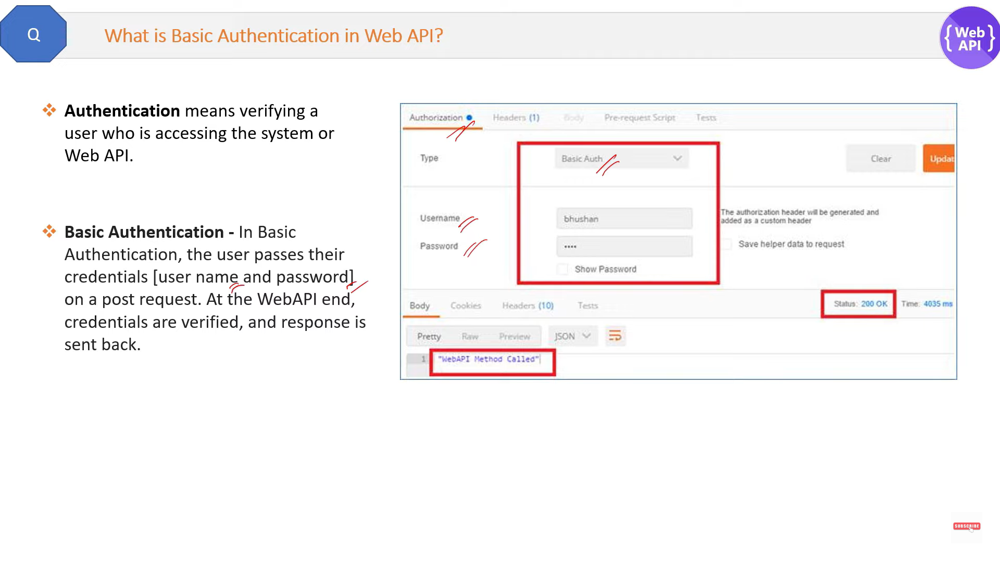 Q
What is Basic Authentication in Web API?
{ Web API }
Authentication means verifying a
user who is accessing the system or
Web API.
Basic Authentication - In Basic
Authentication, the user passes their
credentials [user name and password]
on a post request. At the WebAPI end,
credentials are verified, and response is
sent back.
Authorization Headers (1) Body Pre-request Script Tests
Type Basic Auth Clear Updat
Username bhushan
The authorization header will be generated and
added as a custom header
Password •••• Save helper data to request
Show Password
Body Cookies Headers (10) Tests Status: 200 OK Time: 4035 ms
Pretty Raw Preview JSON
1 "WebAPI Method Called"
SUBSCRIBE